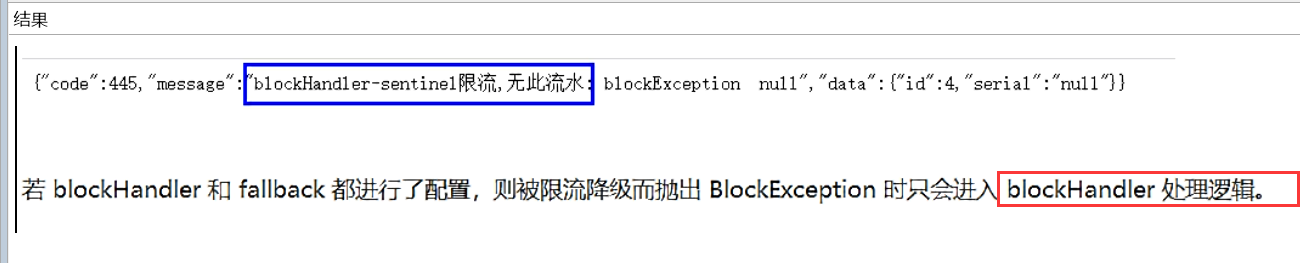 结果
{"code":445,"message":"blockHandler-sentinel限流,无此流水: blockException  null","data":{"id":4,"serial":"null"}}
若 blockHandler 和 fallback 都进行了配置，则被限流降级而抛出 BlockException 时只会进入 blockHandler 处理逻辑。